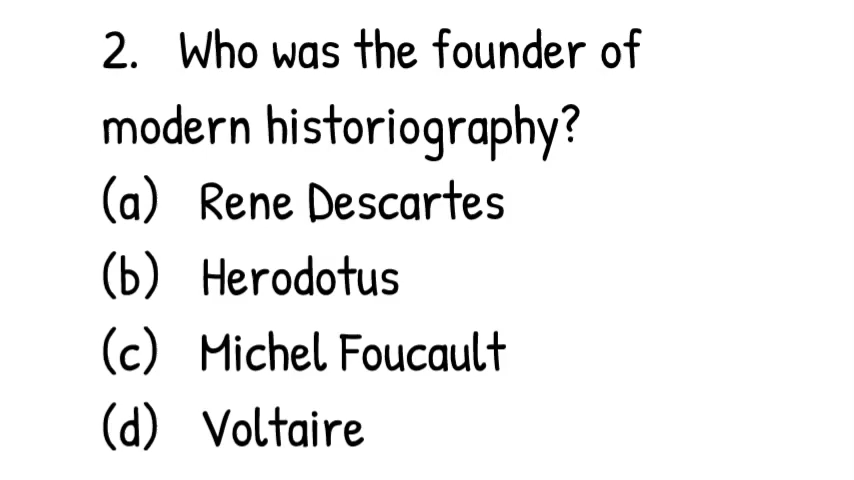 2. Who was the founder of
modern historiography?
(a) Rene Descartes
(b) Herodotus
(c) Michel Foucault
(d) Voltaire